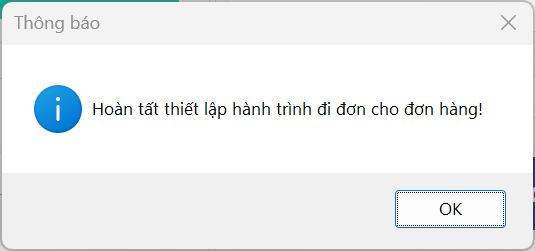 Thông báo
Hoàn tất thiết lập hành trình đi đơn cho đơn hàng!
OK